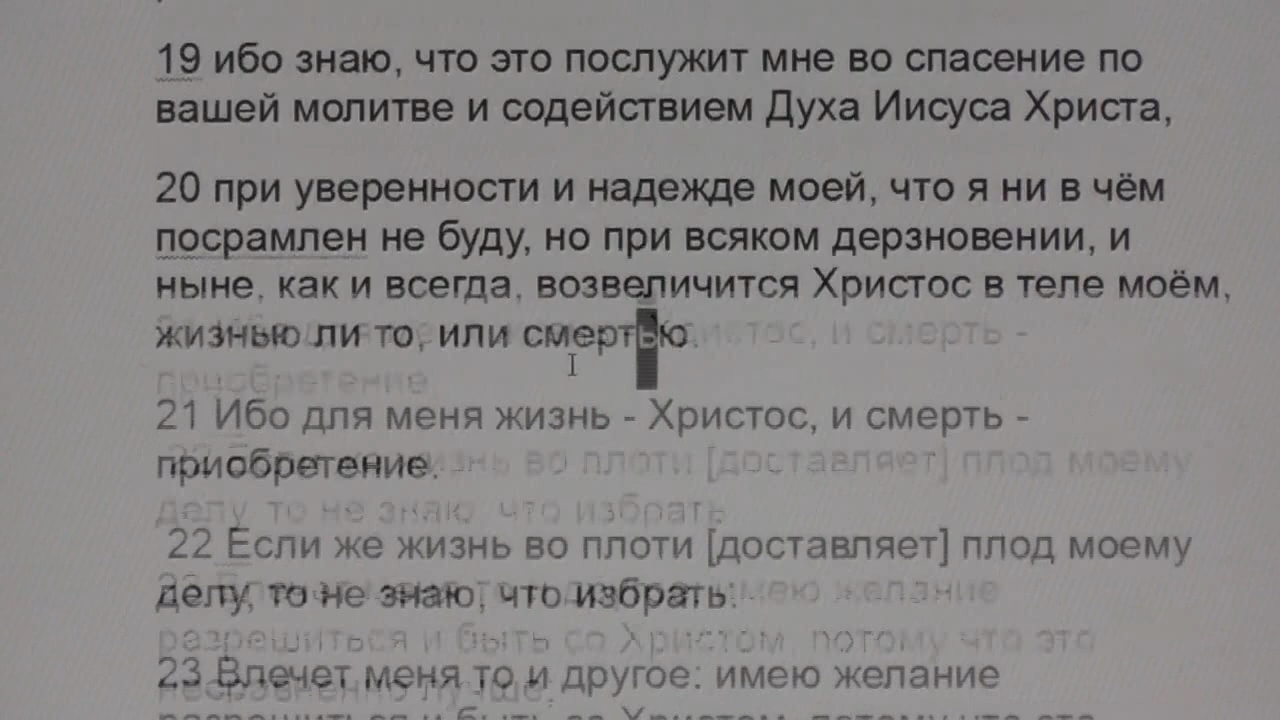 19 ибо знаю, что это послужит мне во спасение по
вашей молитве и содействием Духа Иисуса Христа,
20 при уверенности и надежде моей, что я ни в чём
посрамлен не буду, но при всяком дерзновении, и
ныне, как и всегда, возвеличится Христос в теле моём,
жизнью ли то, или смертью.
21 Ибо для меня жизнь - Христос, и смерть -
приобретение.
22 Если же жизнь во плоти [доставляет] плод моему
делу, то не знаю, что избрать.
23 Влечет меня то и другое: имею желание